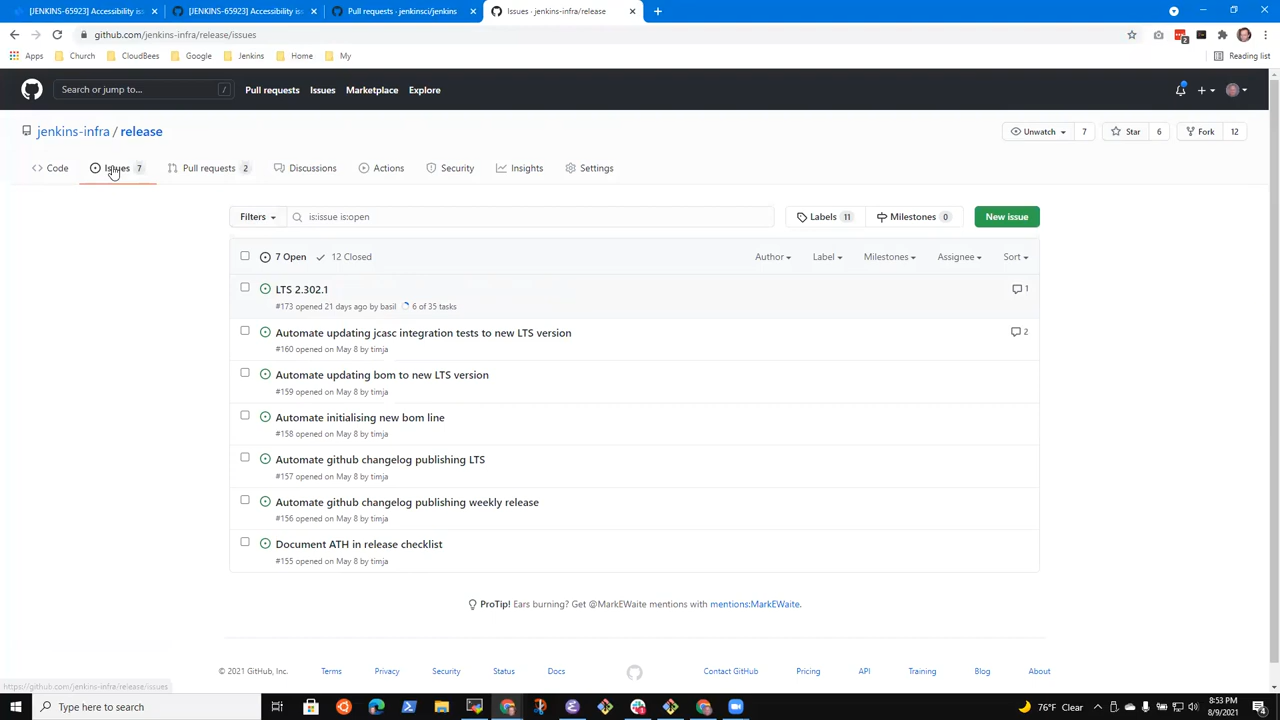 [JENKINS-65923] Accessibility is
[JENKINS-65923] Accessibility iss
Pull requests · jenkinsci/jenkins
Issues · jenkins-infra/release
github.com/jenkins-infra/release/issues
2
Apps
Church
CloudBees
Google
Jenkins
Home
My
Reading list
Search or jump to...
/
Pull requests
Issues
Marketplace
Explore
jenkins-infra / release
Unwatch 7
Star 6
Fork 12
Code
Issues 7
Pull requests 2
Discussions
Actions
Security
Insights
Settings
Filters
is:issue is:open
Labels 11
Milestones 0
New issue
7 Open
12 Closed
Author
Label
Milestones
Assignee
Sort
LTS 2.302.1
1
#173 opened 21 days ago by basil 6 of 35 tasks
Automate updating jcasc integration tests to new LTS version
2
#160 opened on May 8 by timja
Automate updating bom to new LTS version
#159 opened on May 8 by timja
Automate initialising new bom line
#158 opened on May 8 by timja
Automate github changelog publishing LTS
#157 opened on May 8 by timja
Automate github changelog publishing weekly release
#156 opened on May 8 by timja
Document ATH in release checklist
#155 opened on May 8 by timja
ProTip! Ears burning? Get @MarkEWaite mentions with mentions:MarkEWaite.
© 2021 GitHub, Inc.
Terms
Privacy
Security
Status
Docs
Contact GitHub
Pricing
API
Training
Blog
About
https://github.com/jenkins-infra/release/issues
Type here to search
76°F Clear
8:53 PM
8/9/2021
4